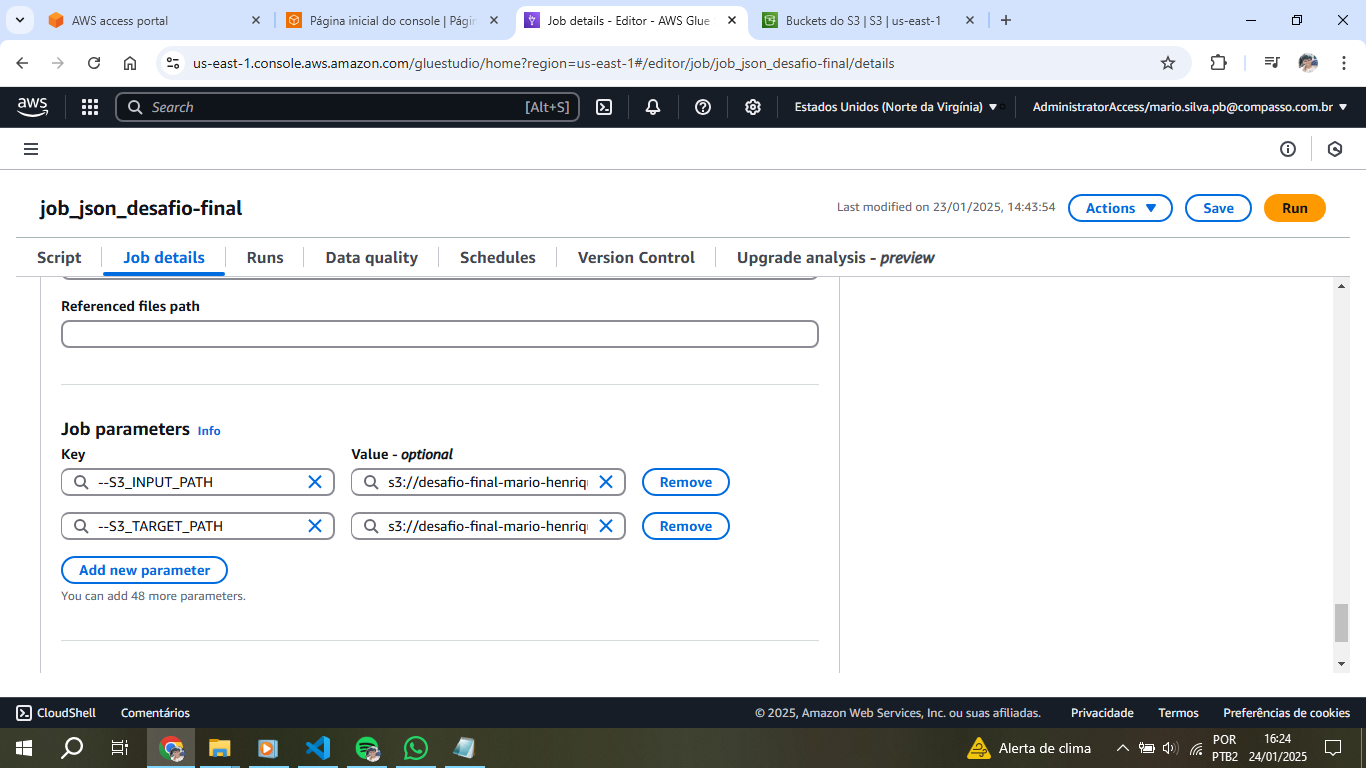 AWS access portal
Página inicial do console | Págin
Job details - Editor - AWS Glue
Buckets do S3 | S3 | us-east-1
us-east-1.console.aws.amazon.com/gluestudio/home?region=us-east-1#/editor/job/job_json_desafio-final/details
aws
Search
[Alt+S]
Estados Unidos (Norte da Virgínia)
AdministratorAccess/mario.silva.pb@compasso.com.br
job_json_desafio-final
Last modified on 23/01/2025, 14:43:54
Actions
Save
Run
Script
Job details
Runs
Data quality
Schedules
Version Control
Upgrade analysis - preview
Referenced files path
Job parameters Info
Key
Value - optional
--S3_INPUT_PATH
s3://desafio-final-mario-henriq
Remove
--S3_TARGET_PATH
s3://desafio-final-mario-henriq
Remove
Add new parameter
You can add 48 more parameters.
CloudShell
Comentários
© 2025, Amazon Web Services, Inc. ou suas afiliadas.
Privacidade
Termos
Preferências de cookies
Alerta de clima
POR
PTB2
16:24
24/01/2025